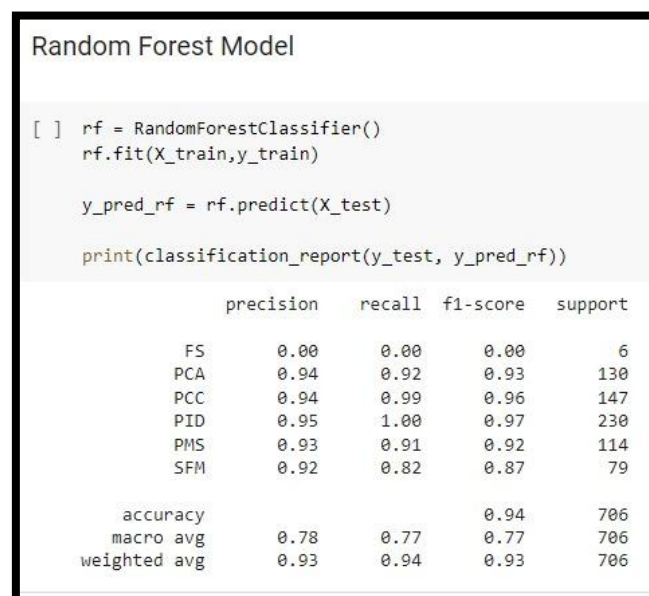 Random Forest Model
[ ] rf = RandomForestClassifier()
rf.fit(X_train,y_train)
y_pred_rf = rf.predict(X_test)
print(classification_report(y_test, y_pred_rf))
precision recall f1-score support
FS 0.00 0.00 0.00 6
PCA 0.94 0.92 0.93 130
PCC 0.94 0.99 0.96 147
PID 0.95 1.00 0.97 230
PMS 0.93 0.91 0.92 114
SFM 0.92 0.82 0.87 79
accuracy 0.94 706
macro avg 0.78 0.77 0.77 706
weighted avg 0.93 0.94 0.93 706